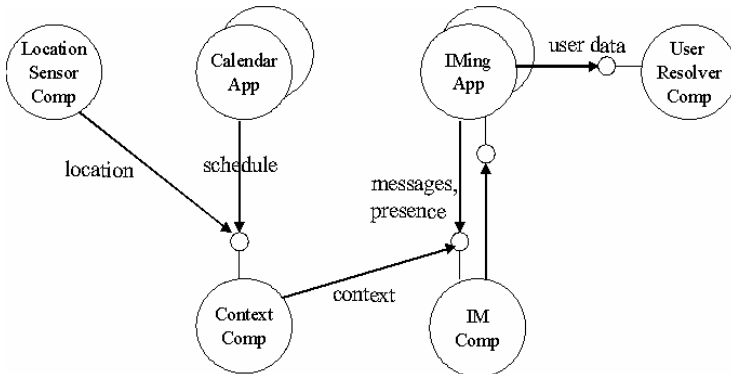 Location
Sensor
Comp
Calendar
App
IMing
App
user data
User
Resolver
Comp
location
schedule
messages,
presence
Context
Comp
context
IM
Comp